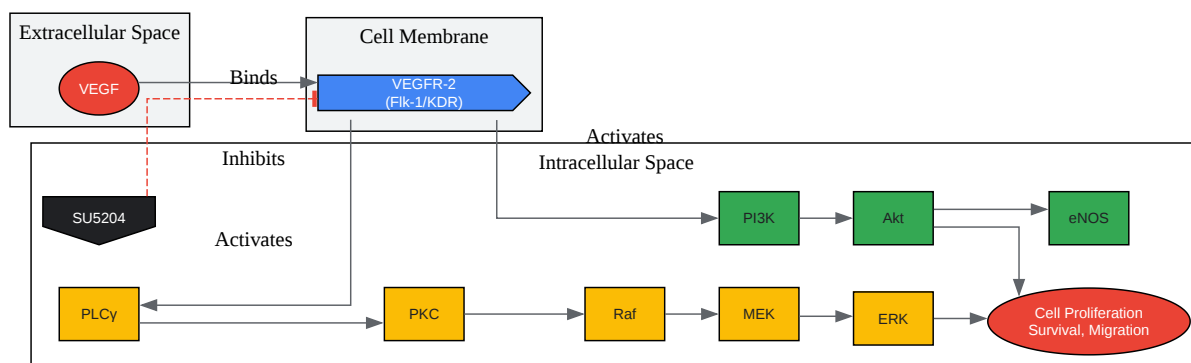 Extracellular Space
Cell Membrane
VEGF
Binds
VEGFR-2
(Flk-1/KDR)
Activates
Inhibits
Intracellular Space
SU5204
PI3K
Akt
eNOS
Activates
PLCγ
PKC
Raf
MEK
ERK
Cell Proliferation
Survival, Migration